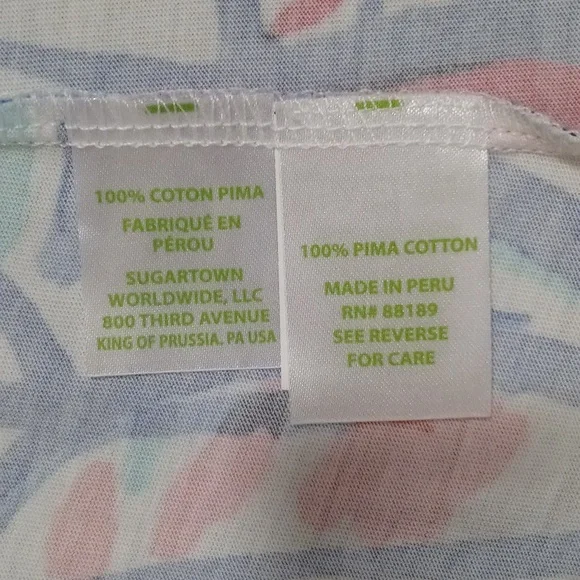 100% COTON PIMA
FABRIQUÉ EN
PÉROU
SUGARTOWN
WORLDWIDE, LLC
800 THIRD AVENUE
KING OF PRUSSIA. PA USA
100% PIMA COTTON
MADE IN PERU
RN# 88189
SEE REVERSE
FOR CARE